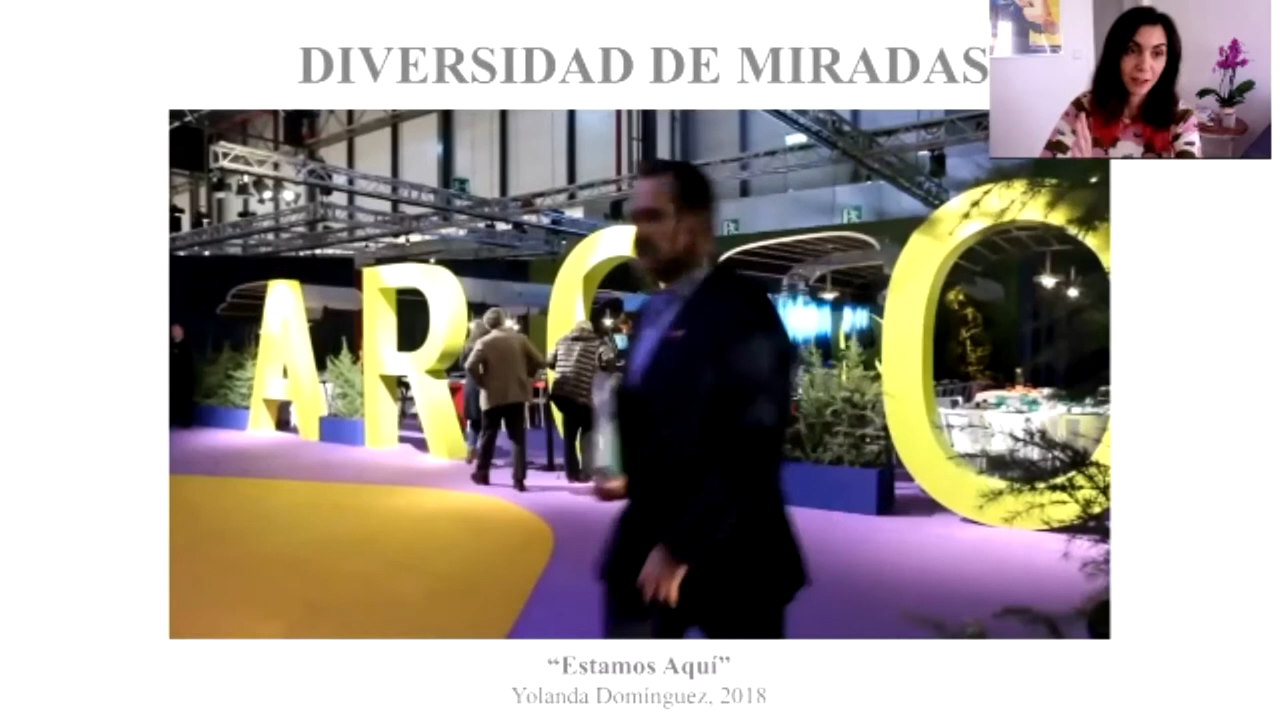 DIVERSIDAD DE MIRADAS
ARCO
“Estamos Aquí”
Yolanda Domínguez, 2018